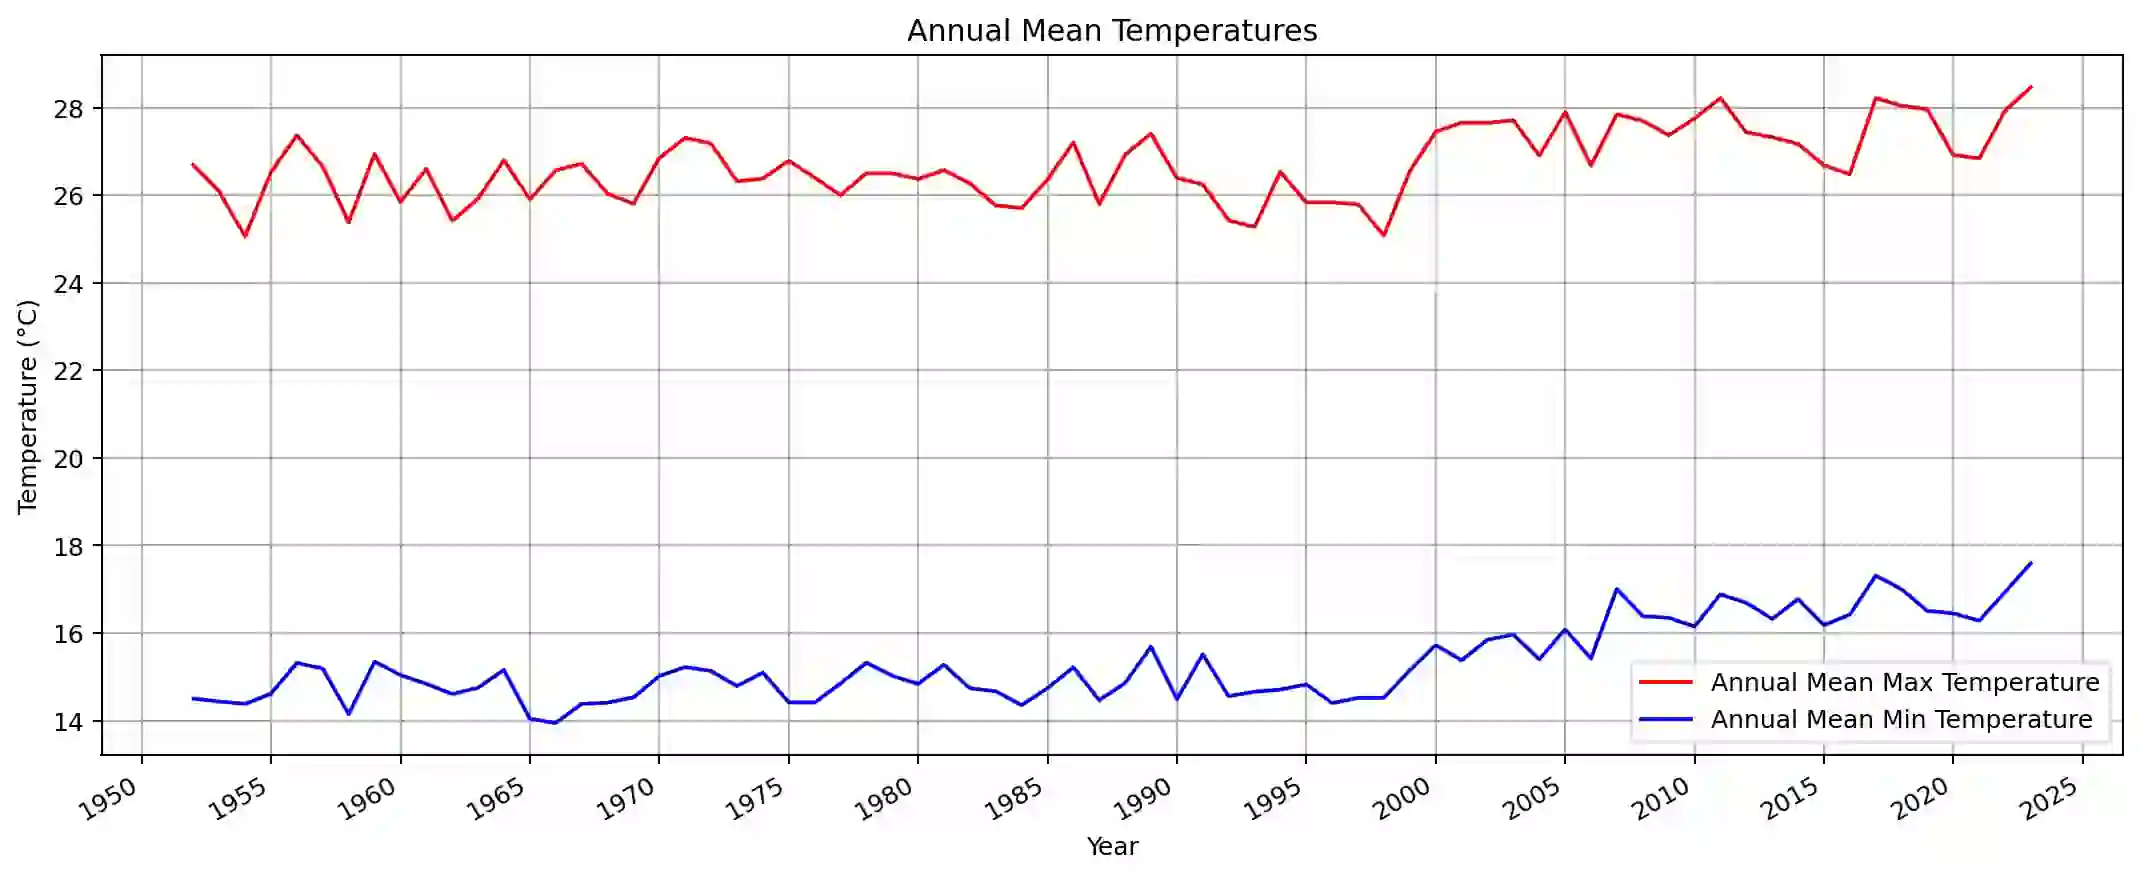 Annual Mean Temperatures
Temperature (°C)
28
26
24
22
20
18
16
14
Annual Mean Max Temperature
Annual Mean Min Temperature
1950 1955 1960 1965 1970 1975 1980 1985 1990 1995 2000 2005 2010 2015 2020 2025
Year